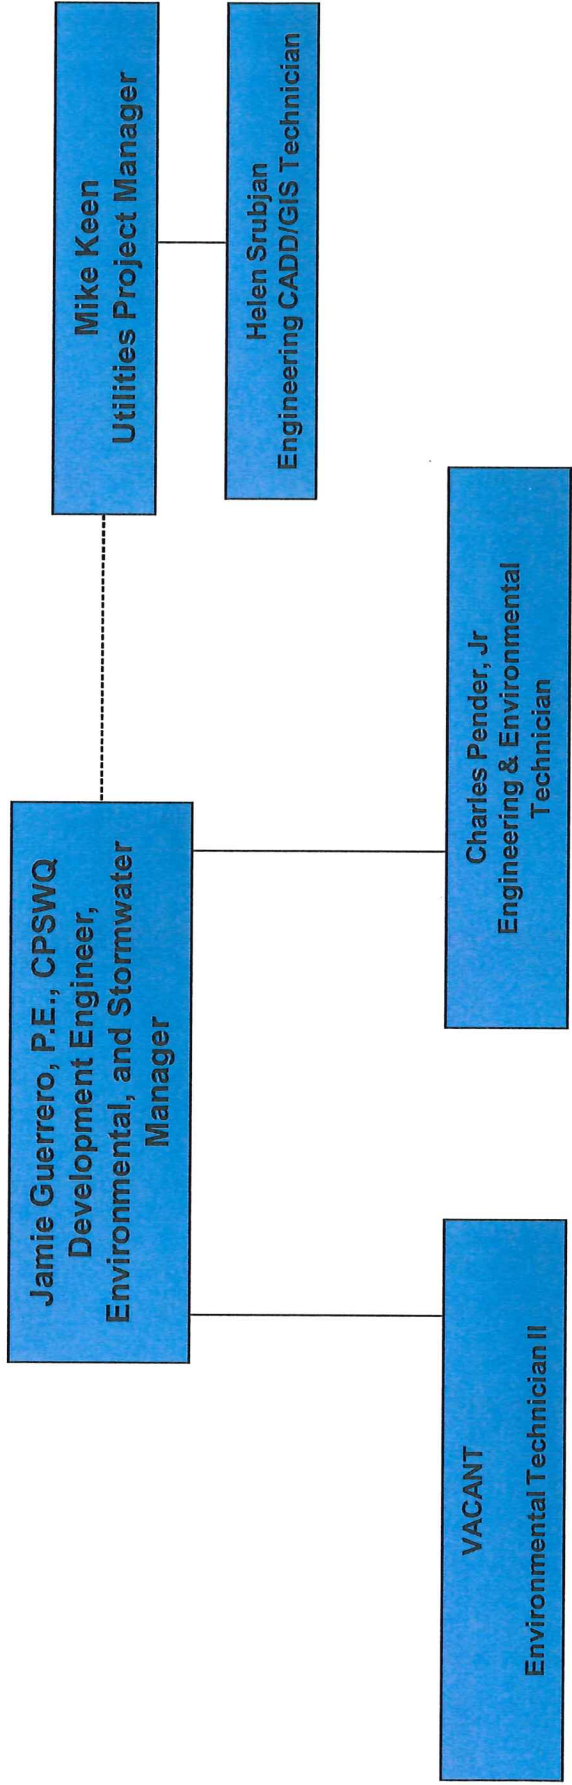 Jamie Guerrero, P.E., CPSWQ
Development Engineer,
Environmental, and Stormwater
Manager
Mike Keen
Utilities Project Manager
Helen Srubjan
Engineering CADD/GIS Technician
VACANT
Environmental Technician II
Charles Pender, Jr
Engineering & Environmental
Technician